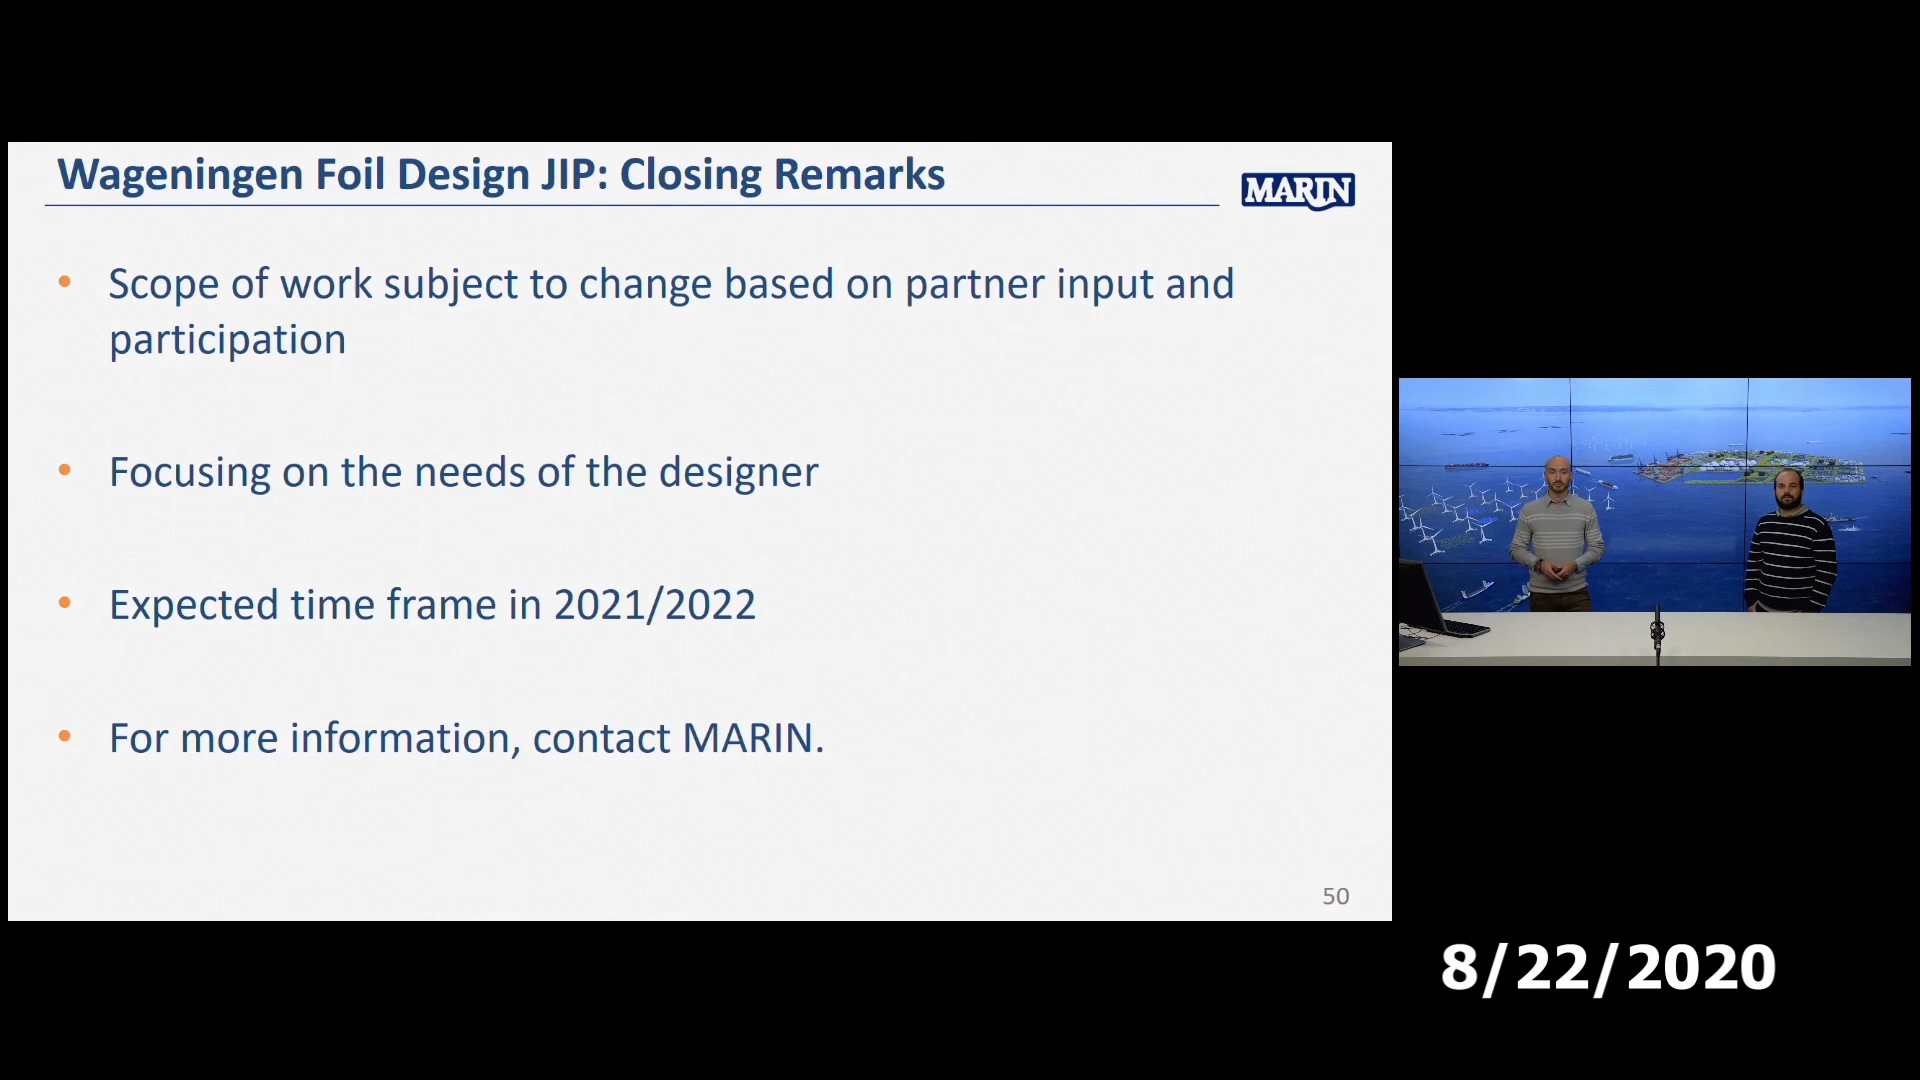 Wageningen Foil Design JIP: Closing Remarks
MARIN
• Scope of work subject to change based on partner input and
participation
• Focusing on the needs of the designer
• Expected time frame in 2021/2022
• For more information, contact MARIN.
50
8/22/2020